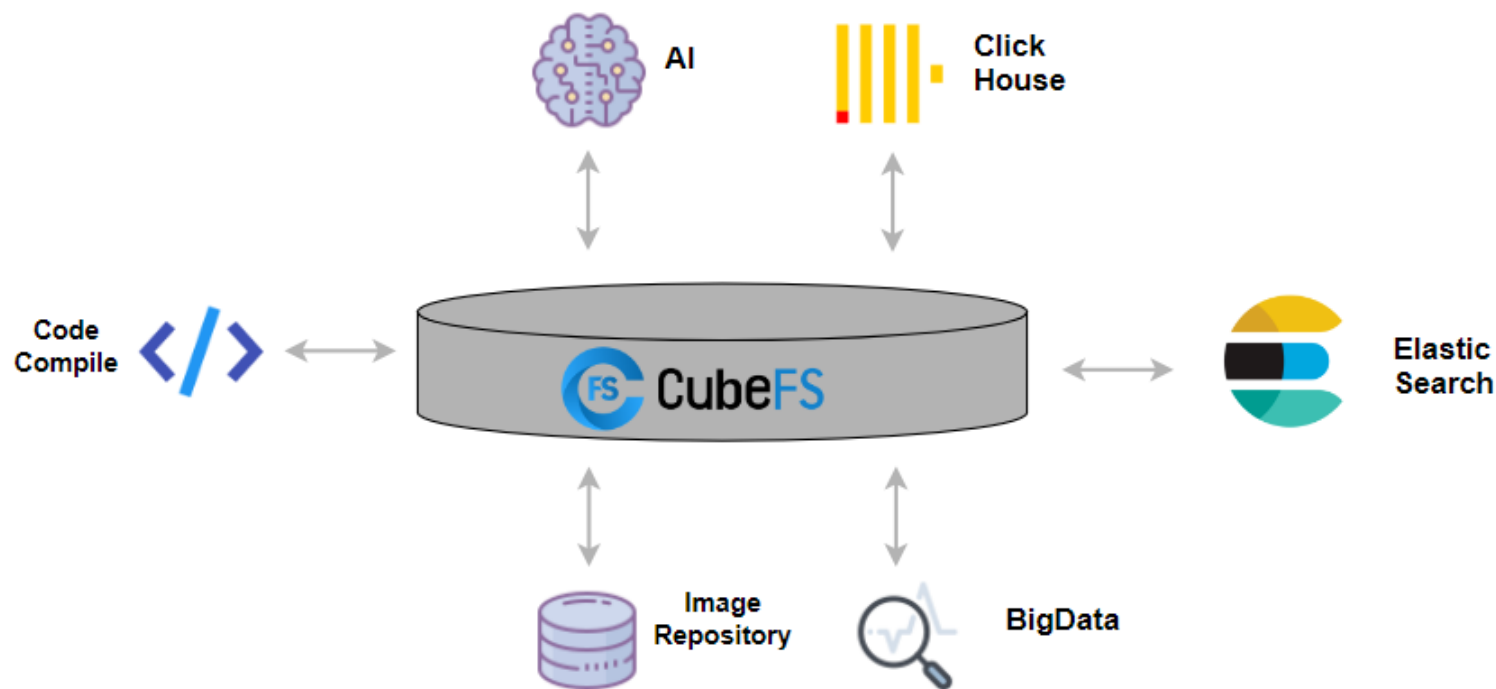 AI
Click
House
Code
Compile
FS CubeFS
Elastic
Search
Image
Repository
BigData